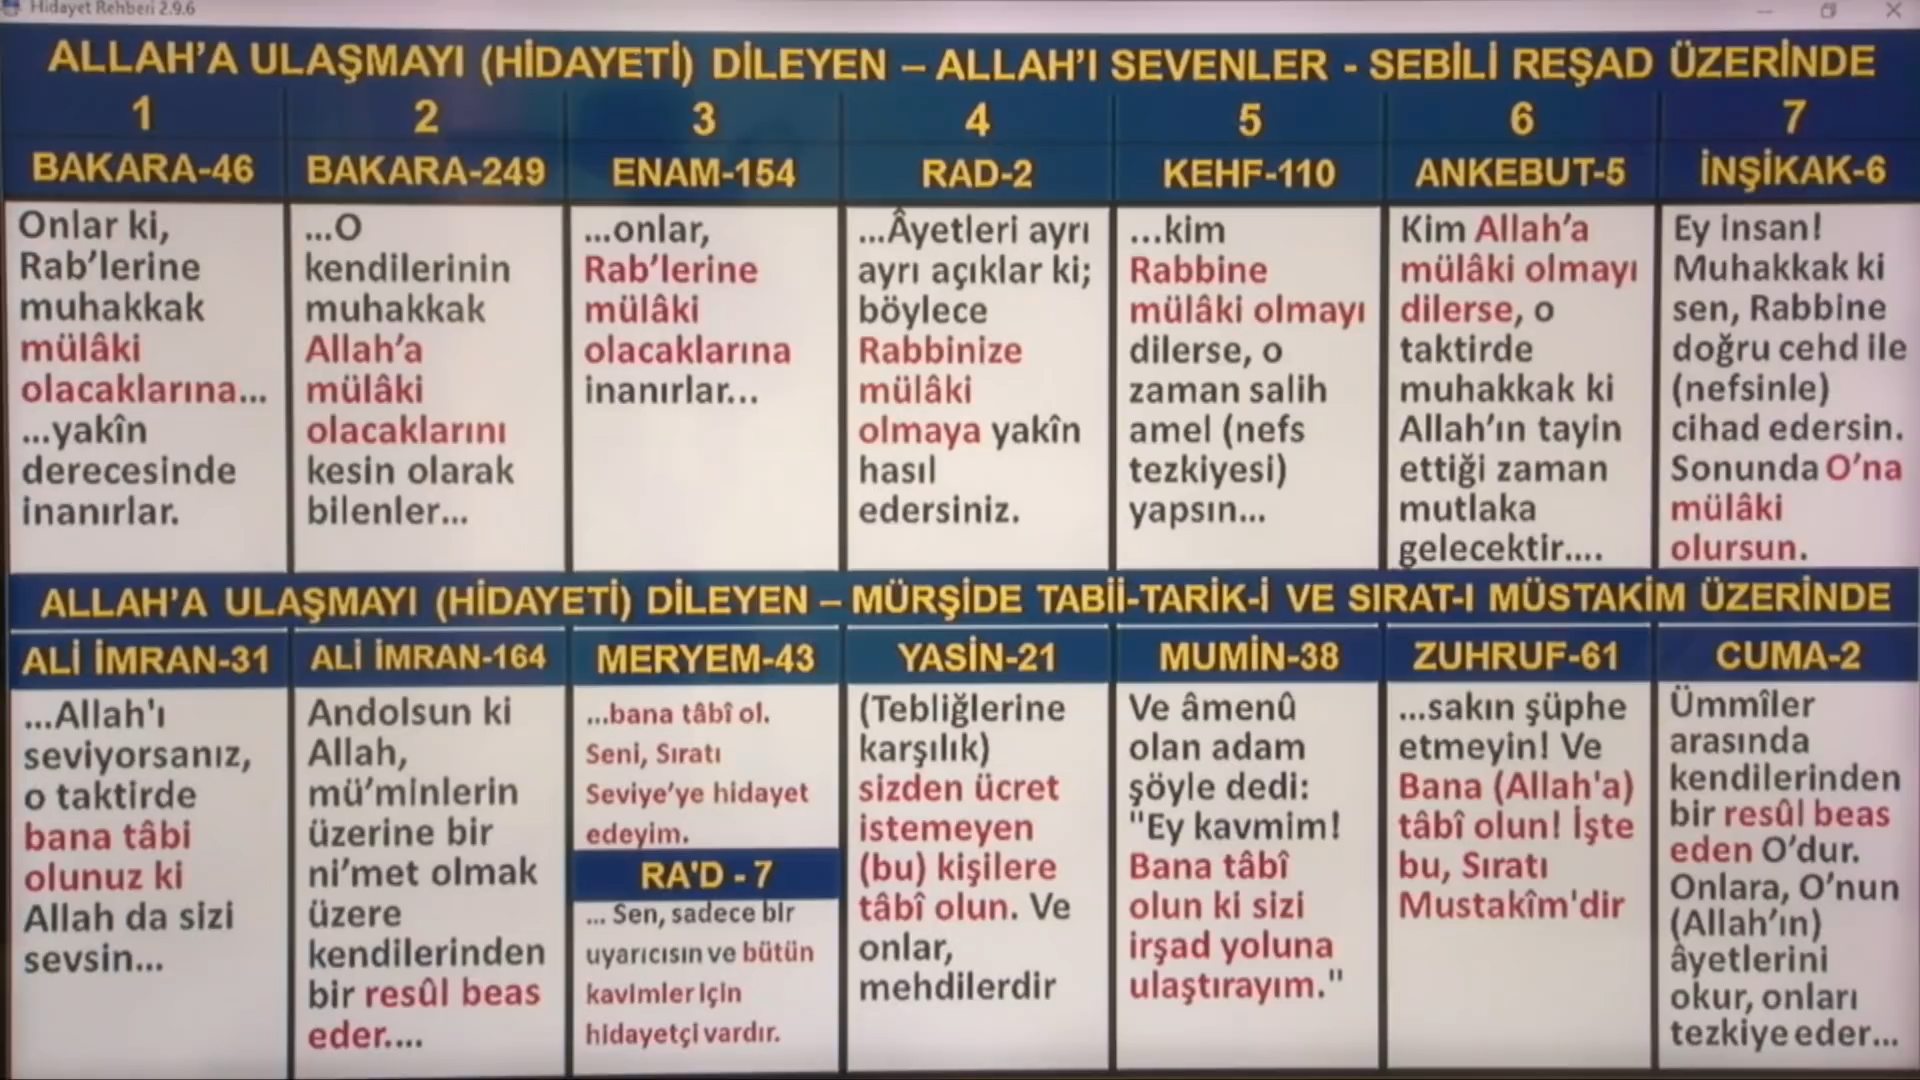 Hidayet Rehberi 2.9.6
ALLAH’A ULAŞMAYI (HİDAYETİ) DİLEYEN – ALLAH’I SEVENLER - SEBİLİ REŞAD ÜZERİNDE
1
BAKARA-46
Onlar ki,
Rab’lerine
muhakkak
mülâki
olacaklarına...
...yakîn
derecesinde
inanırlar.
2
BAKARA-249
...O
kendilerinin
muhakkak
Allah’a
mülâki
olacaklarını
kesin olarak
bilenler...
3
ENAM-154
...onlar,
Rab’lerine
mülâki
olacaklarına
inanırlar...
4
RAD-2
...Âyetleri ayrı
ayrı açıklar ki;
böylece
Rabbinize
mülâki
olmaya yakîn
hasıl
edersiniz.
5
KEHF-110
...kim
Rabbine
mülâki olmayı
dilerse, o
zaman salih
amel (nefs
tezkiyesi)
yapsın...
6
ANKEBUT-5
Kim Allah’a
mülâki olmayı
dilerse, o
taktirde
muhakkak ki
Allah’ın tayin
ettiği zaman
mutlaka
gelecektir....
7
İNŞİKAK-6
Ey insan!
Muhakkak ki
sen, Rabbine
doğru cehd ile
(nefsinle)
cihad edersin.
Sonunda O’na
mülâki
olursun.
ALLAH’A ULAŞMAYI (HİDAYETİ) DİLEYEN – MÜRŞİDE TABİİ-TARİK-İ VE SIRAT-I MÜSTAKİM ÜZERİNDE
ALİ İMRAN-31
...Allah'ı
seviyorsanız,
o taktirde
bana tâbi
olunuz ki
Allah da sizi
sevsin...
ALİ İMRAN-164
Andolsun ki
Allah,
mü’minlerin
üzerine bir
ni’met olmak
üzere
kendilerinden
bir resûl beas
eder....
MERYEM-43
...bana tâbî ol.
Seni, Sıratı
Seviye’ye hidayet
edeyim.
RA'D - 7
... Sen, sadece bir
uyarıcısın ve bütün
kavimler için
hidayetçi vardır.
YASİN-21
(Tebliğlerine
karşılık)
sizden ücret
istemeyen
(bu) kişilere
tâbî olun. Ve
onlar,
mehdilerdir
MUMİN-38
Ve âmenû
olan adam
şöyle dedi:
"Ey kavmim!
Bana tâbî
olun ki sizi
irşad yoluna
ulaştırayım."
ZUHRUF-61
...sakın şüphe
etmeyin! Ve
Bana (Allah'a)
tâbî olun! İşte
bu, Sıratı
Mustakîm'dir
CUMA-2
Ümmîler
arasında
kendilerinden
bir resûl beas
eden O’dur.
Onlara, O’nun
(Allah’ın)
âyetlerini
okur, onları
tezkiye eder...